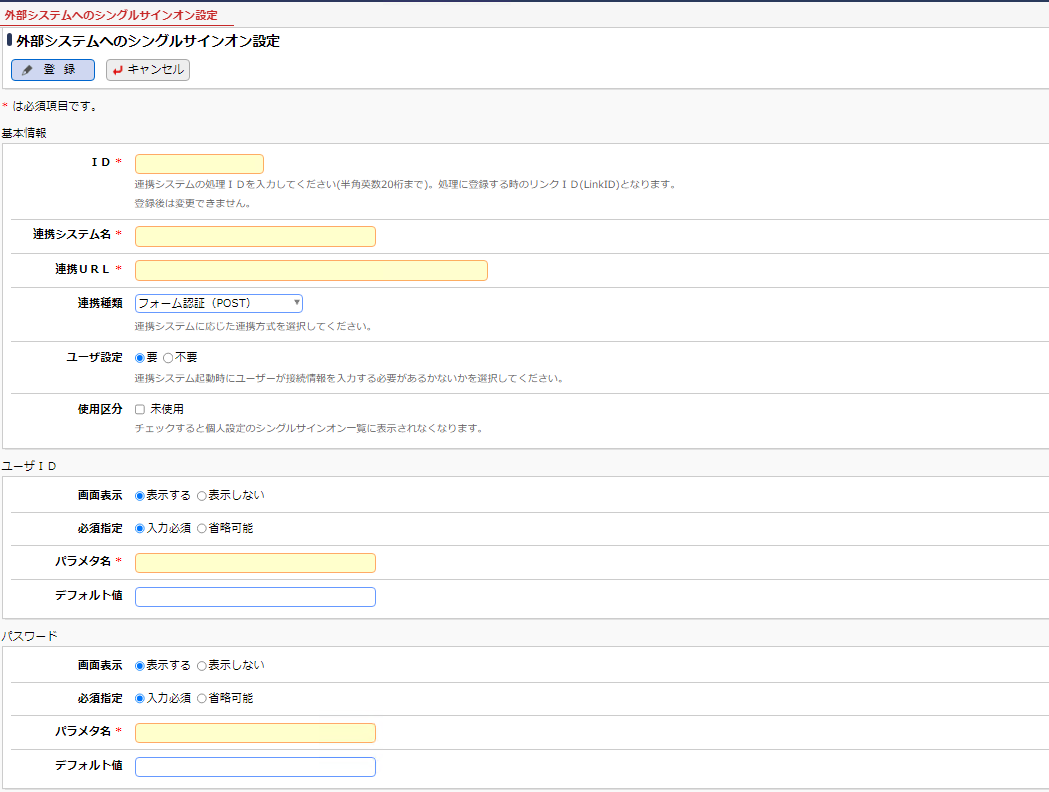 外部システムへのシングルサインオン設定
外部システムへのシングルサインオン設定
登 録 キャンセル
* は必須項目です。
基本情報
ＩＤ *
連携システムの処理ＩＤを入力してください(半角英数20桁まで)。処理に登録する時のリンクＩＤ(LinkID)となります。
登録後は変更できません。
連携システム名 *
連携ＵＲＬ *
連携種類 フォーム認証（POST）
連携システムに応じた連携方式を選択してください。
ユーザ設定 要 不要
連携システム起動時にユーザーが接続情報を入力する必要があるかないかを選択してください。
使用区分 未使用
チェックすると個人設定のシングルサインオン一覧に表示されなくなります。
ユーザＩＤ
画面表示 表示する 表示しない
必須指定 入力必須 省略可能
パラメタ名 *
デフォルト値
パスワード
画面表示 表示する 表示しない
必須指定 入力必須 省略可能
パラメタ名 *
デフォルト値